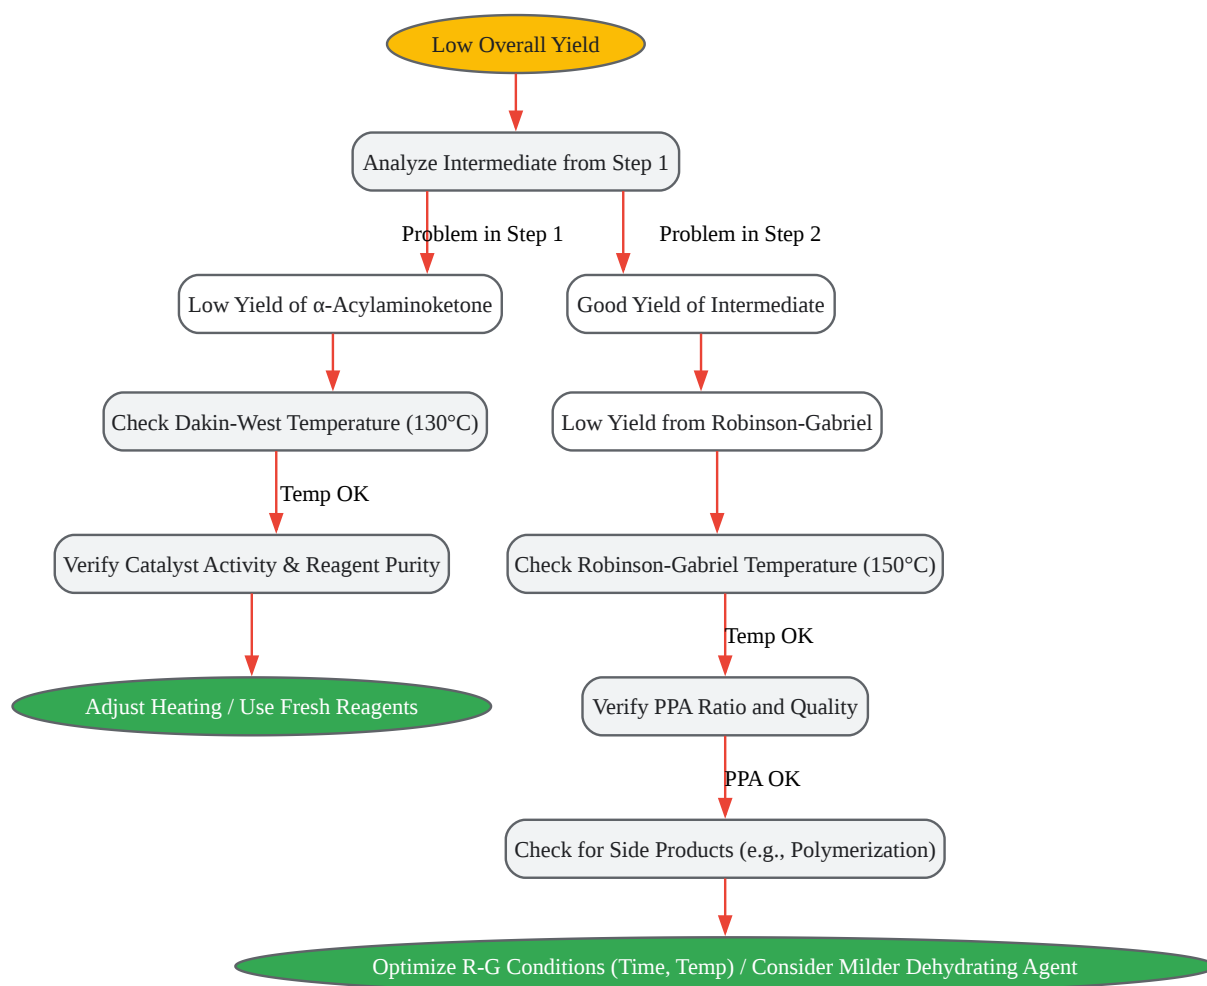 Low Overall Yield
Analyze Intermediate from Step 1
Problem in Step 1
Problem in Step 2
Low Yield of α-Acylaminoketone
Good Yield of Intermediate
Check Dakin-West Temperature (130°C)
Low Yield from Robinson-Gabriel
Temp OK
Verify Catalyst Activity & Reagent Purity
Check Robinson-Gabriel Temperature (150°C)
Temp OK
Adjust Heating / Use Fresh Reagents
Verify PPA Ratio and Quality
PPA OK
Check for Side Products (e.g., Polymerization)
Optimize R-G Conditions (Time, Temp) / Consider Milder Dehydrating Agent